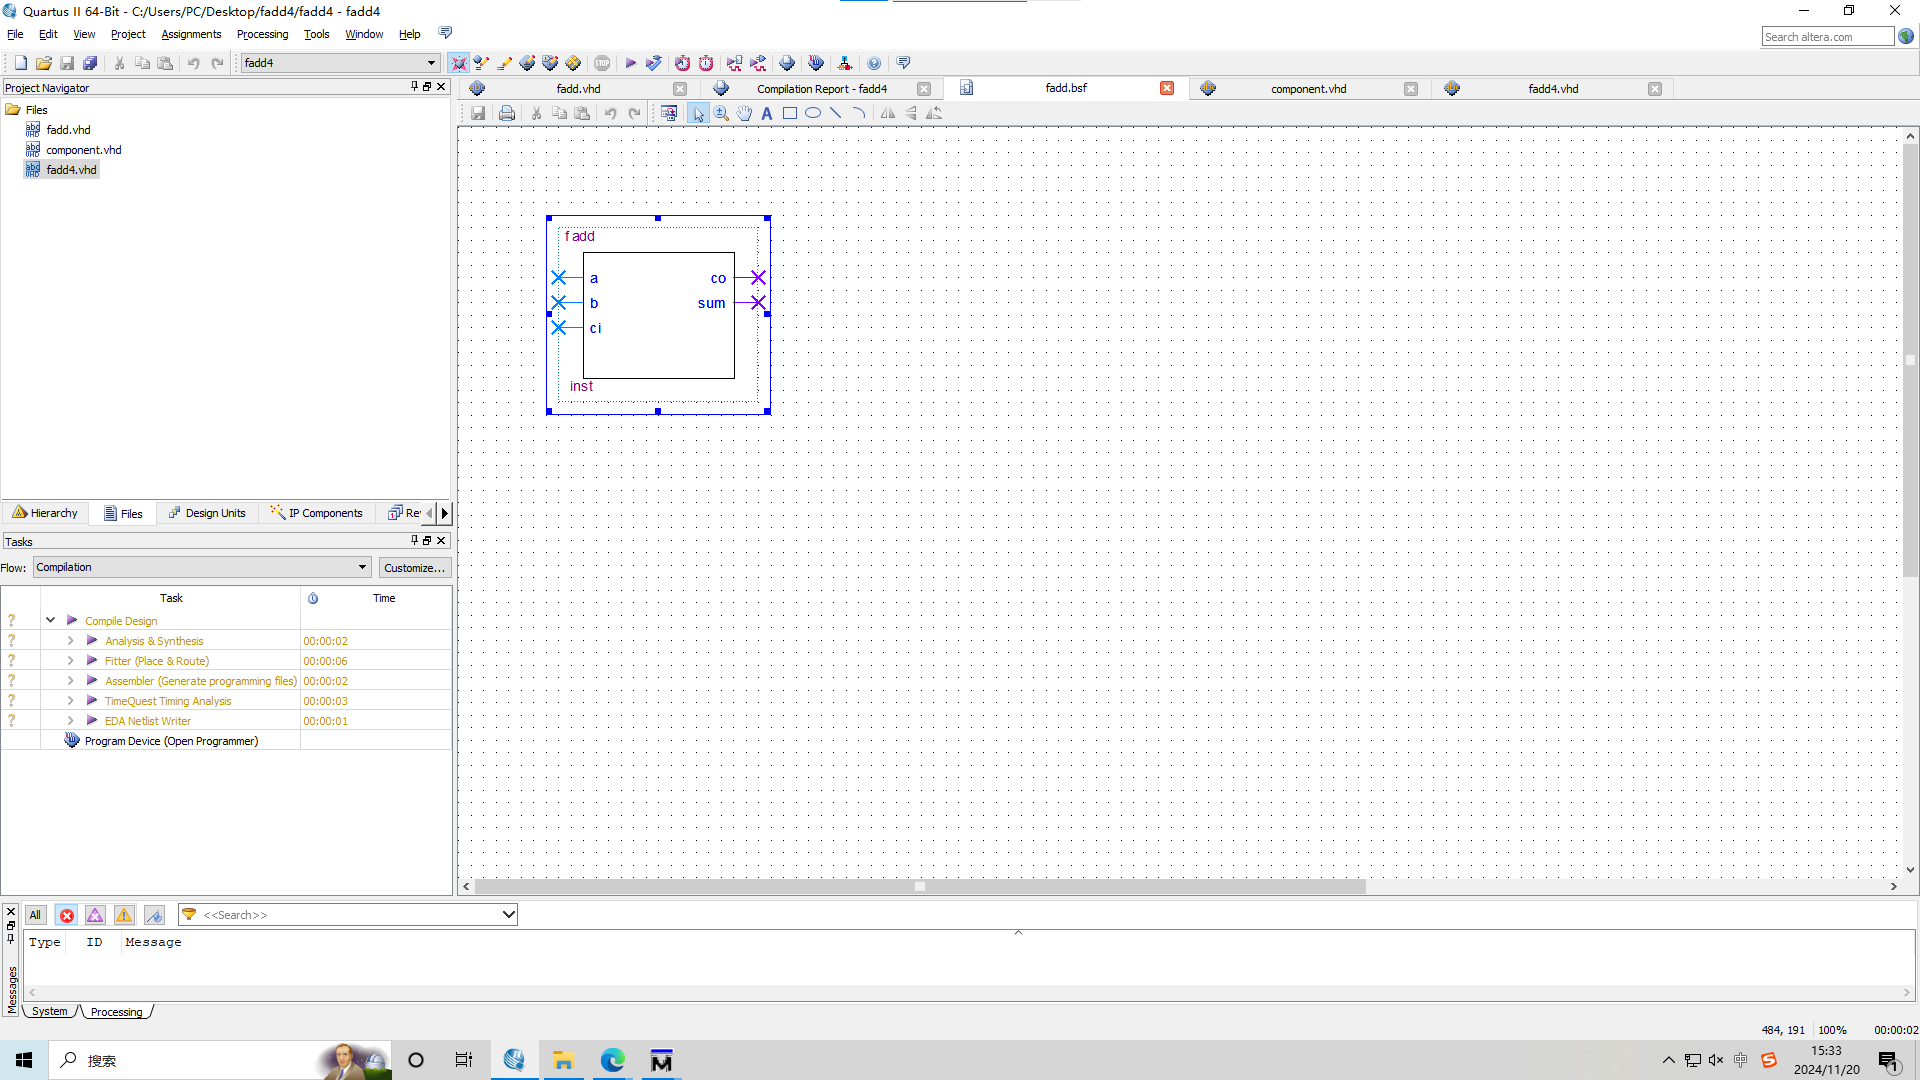 Quartus II 64-Bit - C:/Users/PC/Desktop/fadd4/fadd4 - fadd4
File Edit View Project Assignments Processing Tools Window Help
Search altera.com
fadd4
STOP
Project Navigator
fadd.vhd
Compilation Report - fadd4
fadd.bsf
component.vhd
fadd4.vhd
Files
fadd.vhd
component.vhd
fadd4.vhd
fadd
a
co
b
sum
ci
inst
Hierarchy
Files
Design Units
IP Components
Re
Tasks
Flow:
Compilation
Customize...
Task
Time
Compile Design
Analysis & Synthesis 00:00:02
Fitter (Place & Route) 00:00:06
Assembler (Generate programming files) 00:00:02
TimeQuest Timing Analysis 00:00:03
EDA Netlist Writer 00:00:01
Program Device (Open Programmer)
All
<<Search>>
Type ID Message
Messages
System
Processing
484, 191 100% 00:00:02
搜索
中
15:33
2024/11/20
1